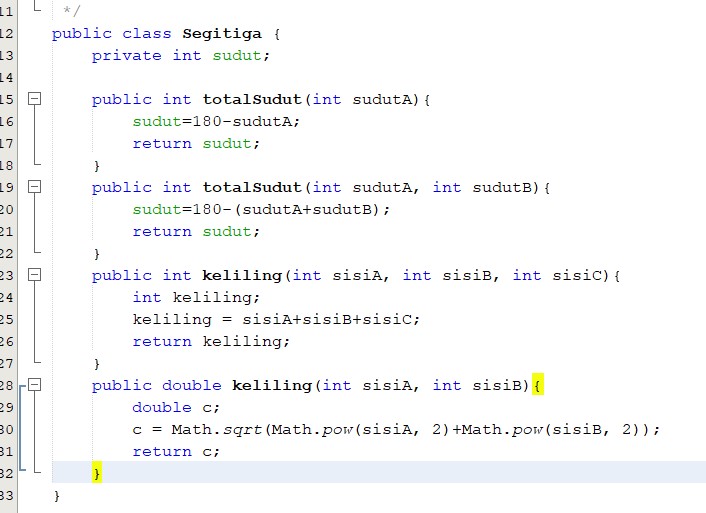 11 */
12 public class Segitiga {
13     private int sudut;
14
15     public int totalSudut(int sudutA){
16         sudut=180-sudutA;
17         return sudut;
18     }
19     public int totalSudut(int sudutA, int sudutB){
20         sudut=180-(sudutA+sudutB);
21         return sudut;
22     }
23     public int keliling(int sisiA, int sisiB, int sisiC){
24         int keliling;
25         keliling = sisiA+sisiB+sisiC;
26         return keliling;
27     }
28     public double keliling(int sisiA, int sisiB){
29         double c;
30         c = Math.sqrt(Math.pow(sisiA, 2)+Math.pow(sisiB, 2));
31         return c;
32     }
33 }